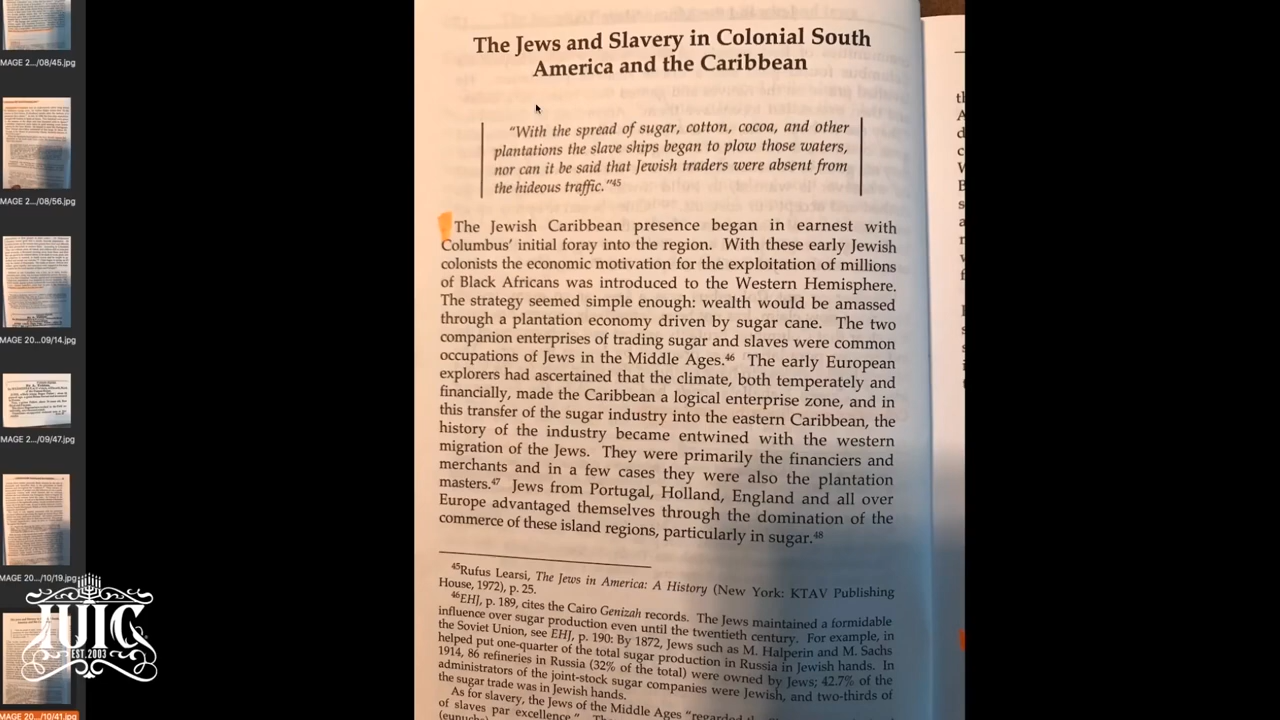 MAGE 2.../08/45.jpg
MAGE 2.../08/56.jpg
MAGE 20...09/14.jpg
MAGE 2.../09/47.jpg
MAGE 20.../10/19.jpg
MAGE 20.../10/41.jpg
IUIC
EST.2003
The Jews and Slavery in Colonial South
America and the Caribbean
"With the spread of sugar, cotton, cocoa, and other
plantations the slave ships began to plow those waters,
nor can it be said that Jewish traders were absent from
the hideous traffic."45
The Jewish Caribbean presence began in earnest with
Columbus' initial foray into the region. With these early Jewish
colonists the economic motivation for the exploitation of millions
of Black Africans was introduced to the Western Hemisphere.
The strategy seemed simple enough: wealth would be amassed
through a plantation economy driven by sugar cane. The two
companion enterprises of trading sugar and slaves were common
occupations of Jews in the Middle Ages.46 The early European
explorers had ascertained that the climate, both temperately and
financially, made the Caribbean a logical enterprise zone, and in
this transfer of the sugar industry into the eastern Caribbean, the
history of the industry became entwined with the western
migration of the Jews. They were primarily the financiers and
merchants and in a few cases they were also the plantation
masters.47 Jews from Portugal, Holland, England and all over
Europe advantaged themselves through the domination of the
commerce of these island regions, particularly in sugar.48
45Rufus Learsi, The Jews in America: A History (New York: KTAV Publishing
House, 1972), p. 25.
46EHJ, p. 189, cites the Cairo Genizah records. The Jews maintained a formidable
influence over sugar production even until the twentieth century. For example, in
the Soviet Union, see EHJ, p. 190: By 1872, Jews such as M. Halperin and M. Sachs
helped put one-quarter of the total sugar production in Russia in Jewish hands. In
1914, 86 refineries in Russia (32% of the total) were owned by Jews; 42.7% of the
administrators of the joint-stock sugar companies were Jewish, and two-thirds of
the sugar trade was in Jewish hands.
As for slavery, the Jews of the Middle Ages "regarded
of slaves par excellence."